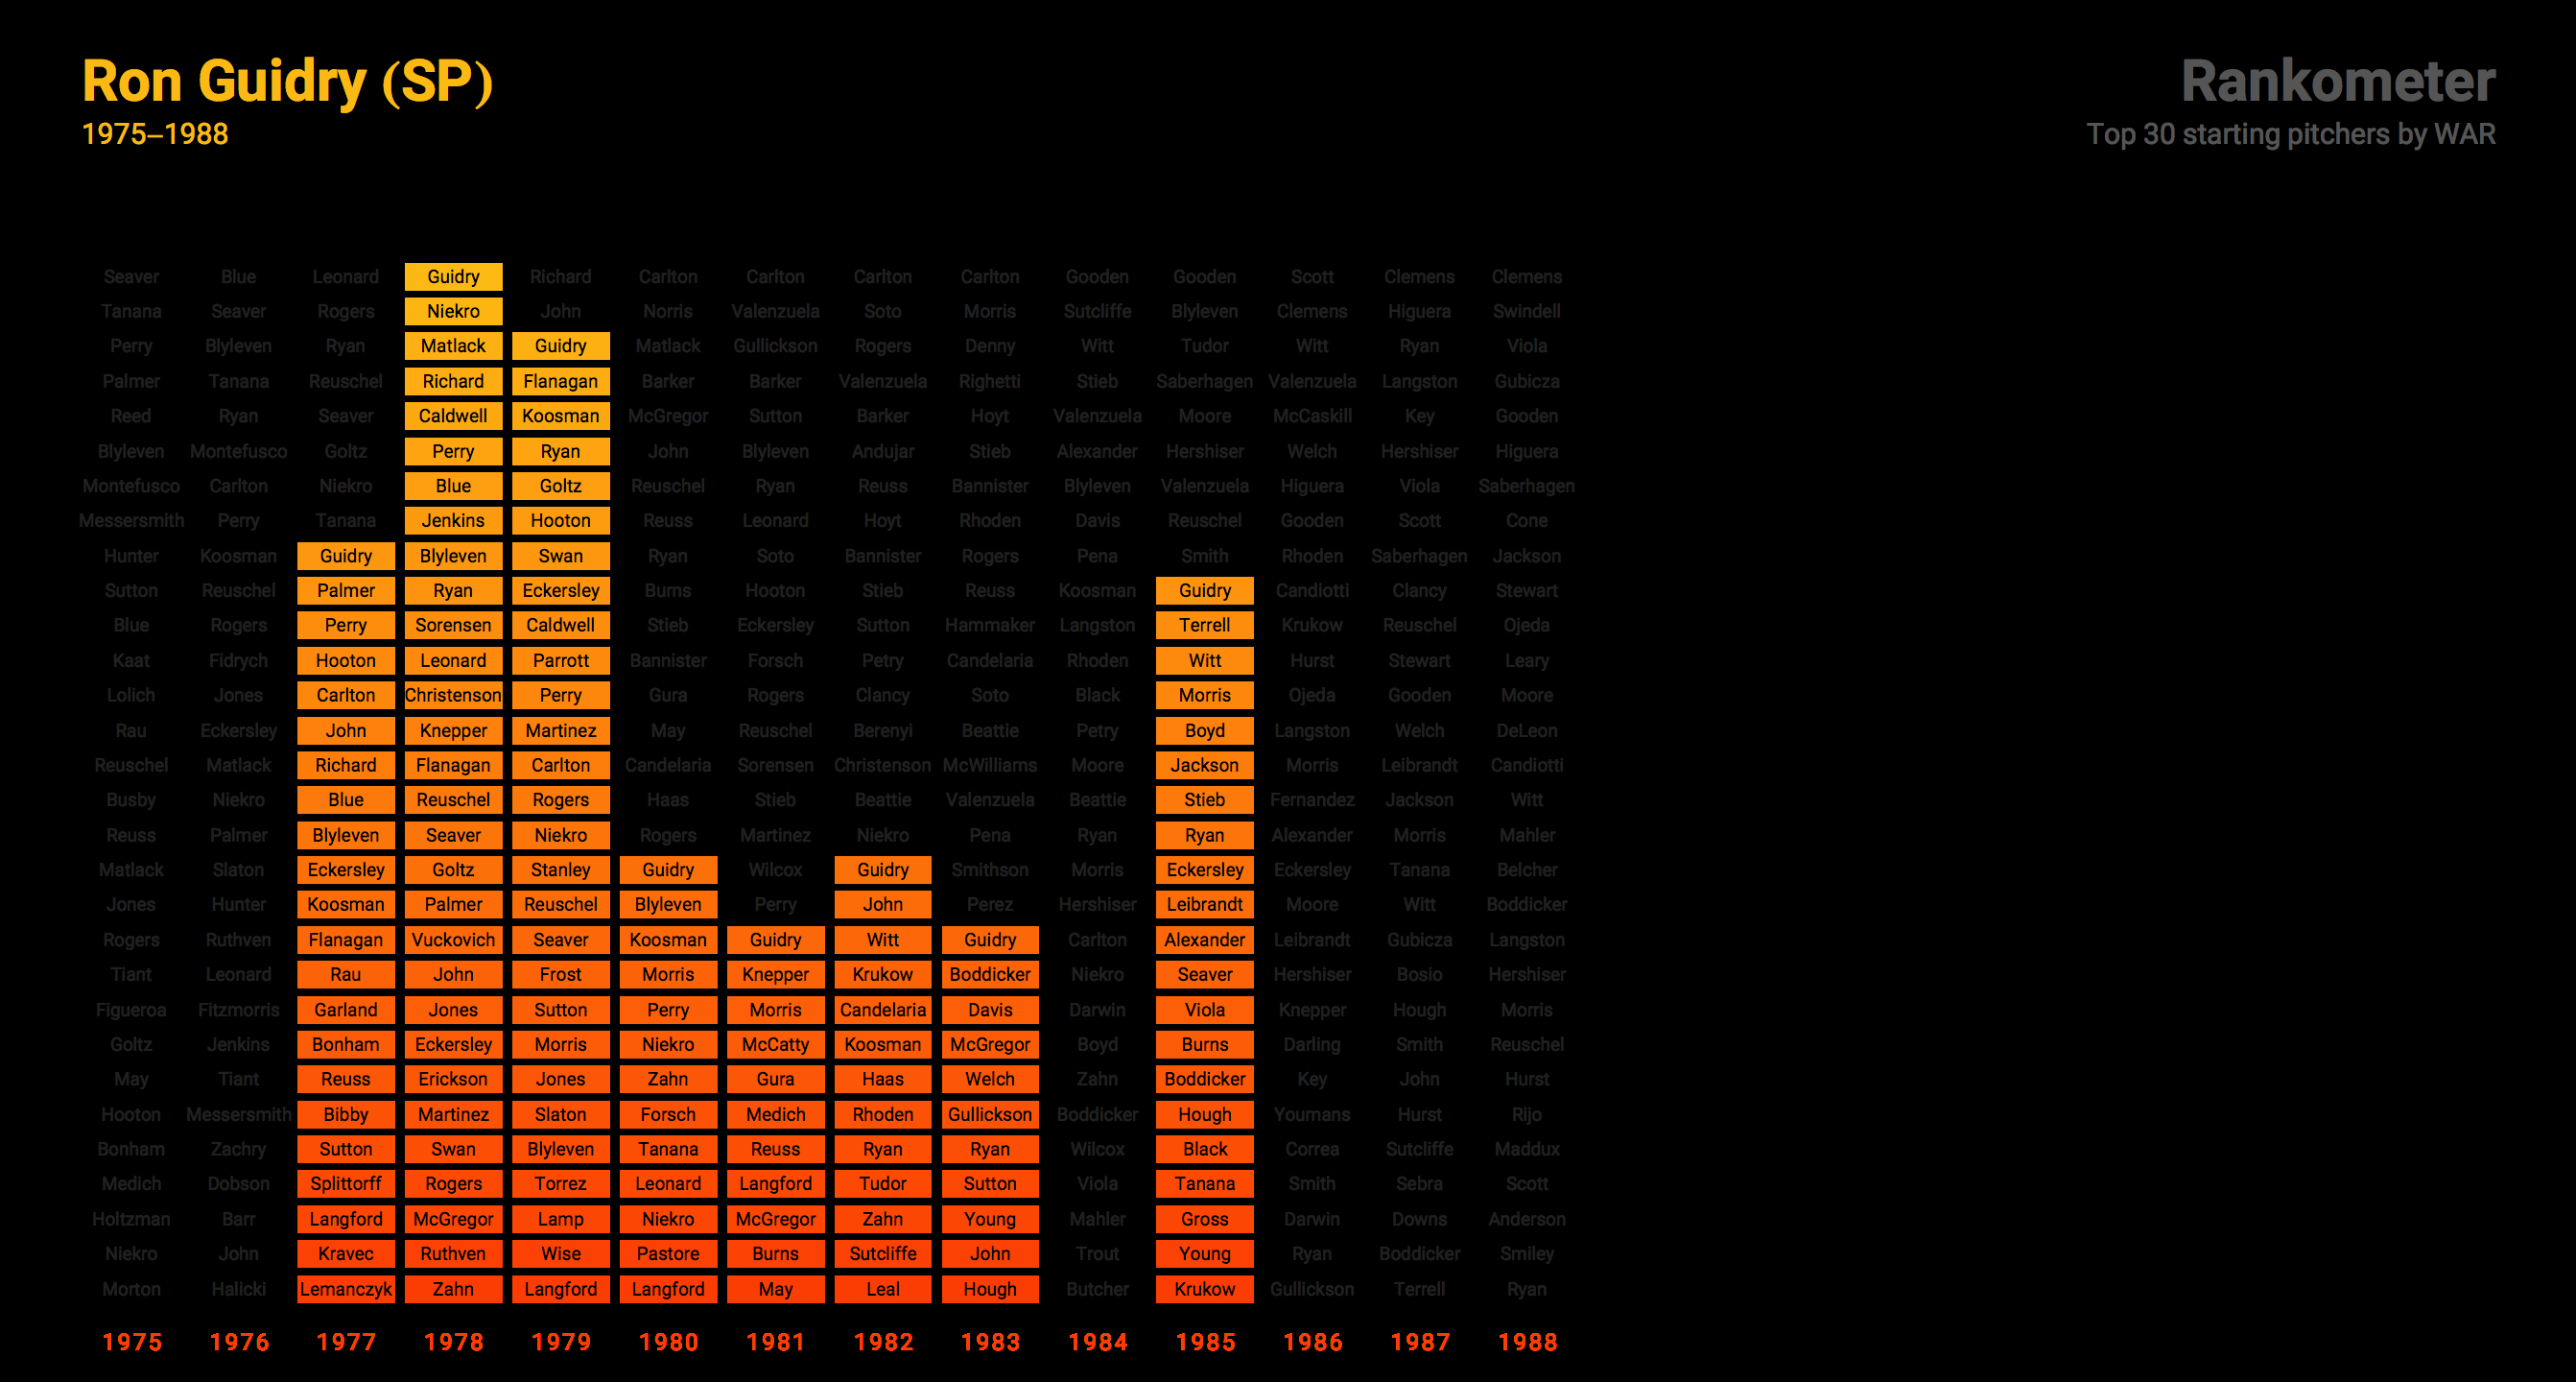 Ron Guidry (SP)
1975–1988
Rankometer
Top 30 starting pitchers by WAR
Seaver Blue Leonard Guidry Richard Carlton Carlton Carlton Carlton Gooden Gooden Scott Clemens Clemens
Tanana Seaver Rogers Niekro John Norris Valenzuela Soto Morris Sutcliffe Blyleven Clemens Higuera Swindell
Perry Blyleven Ryan Matlack Guidry Matlack Gullickson Rogers Denny Witt Tudor Witt Ryan Viola
Palmer Tanana Reuschel Richard Flanagan Barker Barker Valenzuela Righetti Stieb Saberhagen Valenzuela Langston Gubicza
Reed Ryan Seaver Caldwell Koosman McGregor Sutton Barker Hoyt Valenzuela Moore McCaskill Key Gooden
Blyleven Montefusco Goltz Perry Ryan John Blyleven Andujar Stieb Alexander Hershiser Welch Hershiser Higuera
Montefusco Carlton Niekro Blue Goltz Reuschel Ryan Reuss Bannister Blyleven Valenzuela Higuera Viola Saberhagen
Messersmith Perry Tanana Jenkins Hooton Reuss Leonard Hoyt Rhoden Davis Reuschel Gooden Scott Cone
Hunter Koosman Guidry Blyleven Swan Ryan Soto Bannister Rogers Pena Smith Rhoden Saberhagen Jackson
Sutton Reuschel Palmer Ryan Eckersley Burns Hooton Stieb Reuss Koosman Guidry Candiotti Clancy Stewart
Blue Rogers Perry Sorensen Caldwell Stieb Eckersley Sutton Hammaker Langston Terrell Krukow Reuschel Ojeda
Kaat Fidrych Hooton Leonard Parrott Bannister Forsch Petry Candelaria Rhoden Witt Hurst Stewart Leary
Lolich Jones Carlton Christenson Perry Gura Rogers Clancy Soto Black Morris Ojeda Gooden Moore
Rau Eckersley John Knepper Martinez May Reuschel Berenyi Beattie Petry Boyd Langston Welch DeLeon
Reuschel Matlack Richard Flanagan Carlton Candelaria Sorensen Christenson McWilliams Moore Jackson Morris Leibrandt Candiotti
Busby Niekro Blue Reuschel Rogers Haas Stieb Beattie Valenzuela Beattie Stieb Fernandez Jackson Witt
Reuss Palmer Blyleven Seaver Niekro Rogers Martinez Niekro Pena Ryan Ryan Alexander Morris Mahler
Matlack Slaton Eckersley Goltz Stanley Guidry Wilcox Guidry Smithson Morris Eckersley Eckersley Tanana Belcher
Jones Hunter Koosman Palmer Reuschel Blyleven Perry John Perez Hershiser Leibrandt Moore Witt Boddicker
Rogers Ruthven Flanagan Vuckovich Seaver Koosman Guidry Witt Guidry Carlton Alexander Leibrandt Gubicza Langston
Tiant Leonard Rau John Frost Morris Knepper Krukow Boddicker Niekro Seaver Hershiser Bosio Hershiser
Figueroa Fitzmorris Garland Jones Sutton Perry Morris Candelaria Davis Darwin Viola Knepper Hough Morris
Goltz Jenkins Bonham Eckersley Morris Niekro McCatty Koosman McGregor Boyd Burns Darling Smith Reuschel
May Tiant Reuss Erickson Jones Zahn Gura Haas Welch Zahn Boddicker Key John Hurst
Hooton Messersmith Bibby Martinez Slaton Forsch Medich Rhoden Gullickson Boddicker Hough Youmans Hurst Rijo
Bonham Zachry Sutton Swan Blyleven Tanana Reuss Ryan Ryan Wilcox Black Correa Sutcliffe Maddux
Medich Dobson Splittorff Rogers Torrez Leonard Langford Tudor Sutton Viola Tanana Smith Sebra Scott
Holtzman Barr Langford McGregor Lamp Niekro McGregor Zahn Young Mahler Gross Darwin Downs Anderson
Niekro John Kravec Ruthven Wise Pastore Burns Sutcliffe John Trout Young Ryan Boddicker Smiley
Morton Halicki Lemanczyk Zahn Langford Langford May Leal Hough Butcher Krukow Gullickson Terrell Ryan
1975 1976 1977 1978 1979 1980 1981 1982 1983 1984 1985 1986 1987 1988